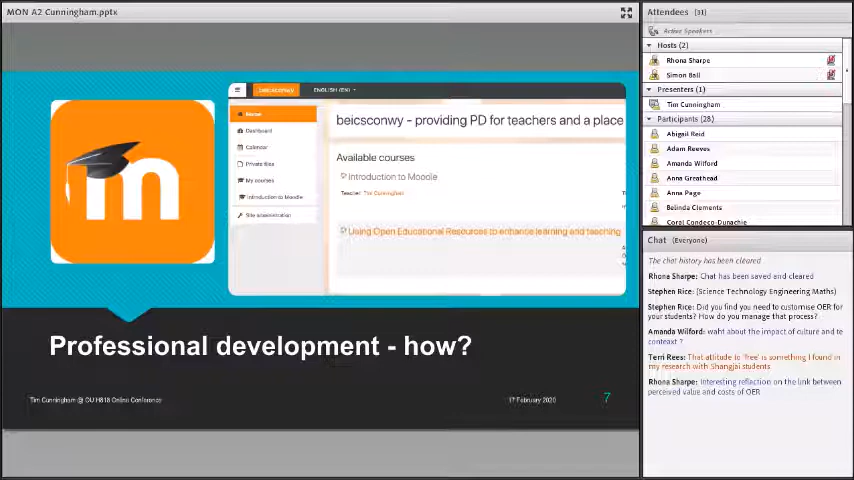 MON A2 Cunningham.pptx
m
beicsconwy ENGLISH (EN)
Home
Dashboard
Calendar
Private files
My courses
Introduction to Moodle
Site administration
beicsconwy - providing PD for teachers and a place
Available courses
Introduction to Moodle
Teacher: Tim Cunningham
Using Open Educational Resources to enhance learning and teaching
Professional development - how?
Tim Cunningham @ OU H818 Online Conference
17 February 2020
7
Attendees (31)
Active Speakers
Hosts (2)
Rhona Sharpe
Simon Ball
Presenters (1)
Tim Cunningham
Participants (28)
Abigail Reid
Adam Reeves
Amanda Wilford
Anna Greathead
Anna Page
Belinda Clements
Coral Condeco-Dunachie
Chat (Everyone)
The chat history has been cleared
Rhona Sharpe: Chat has been saved and cleared
Stephen Rice: (Science Technology Engineering Maths)
Stephen Rice: Did you find you need to customise OER for
your students? How do you manage that process?
Amanda Wilford: waht about the impact of culture and te
conteaxt ?
Terri Rees: That attitude to 'free' is something I found in
my research with Shangjai students
Rhona Sharpe: Interesting reflection on the link between
perceived value and costs of OER